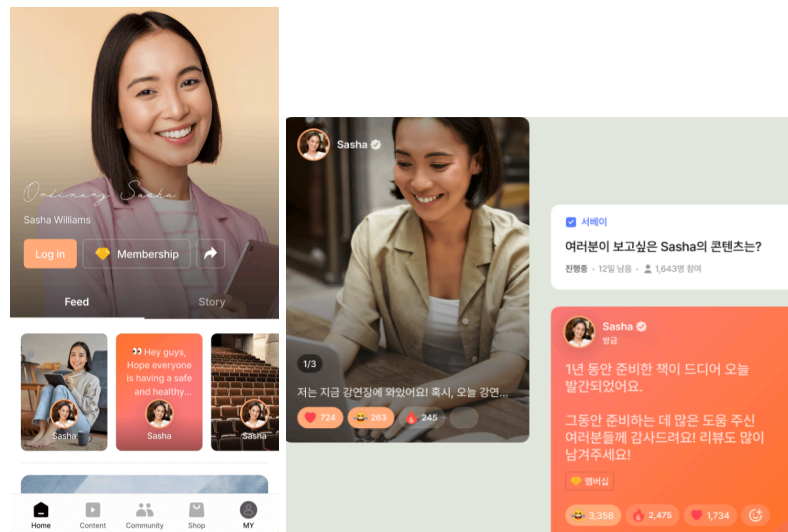 Ordinary Sasha
Sasha Williams
Log in
Membership
Feed
Story
Sasha
👀Hey guys,
Hope everyone
is having a safe
and healthy...
Sasha
Sasha
Home
Content
Community
Shop
MY
Sasha
1/3
저는 지금 강연장에 와있어요! 혹시, 오늘 강연...
724
263
245
서베이
여러분이 보고싶은 Sasha의 콘텐츠는?
진행중 • 12일 남음 • 1,643명 참여
Sasha
방금
1년 동안 준비한 책이 드디어 오늘
발간되었어요.
그동안 준비하는 데 많은 도움 주신
여러분들께 감사드려요! 리뷰도 많이
남겨주세요!
멤버십
3,358
2,475
1,734